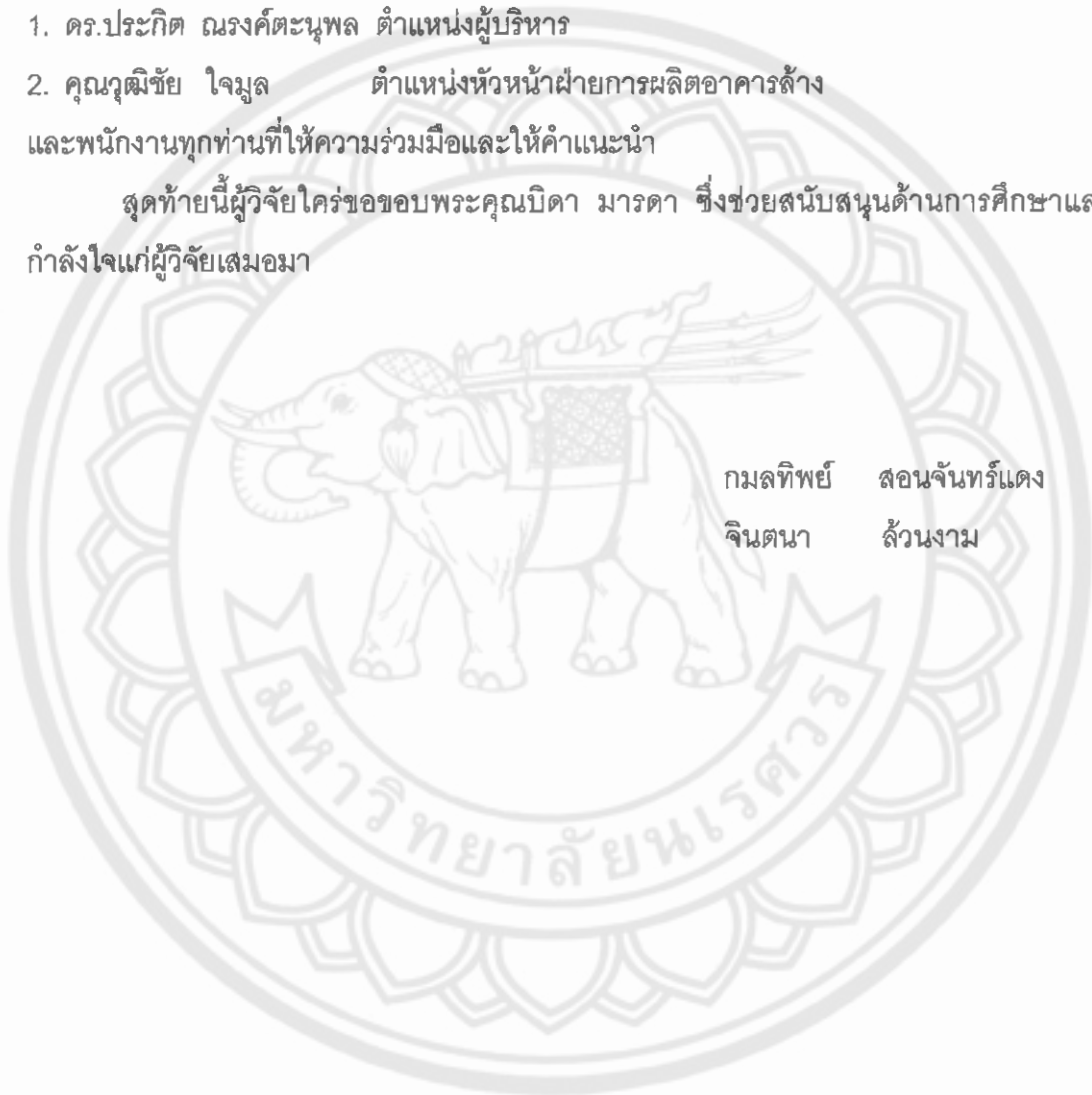 1. ดร.ประกิต ณรงค์ตะนุพล ตำแหน่งผู้บริหาร
2. คุณวุฒิชัย ใจมูล ตำแหน่งหัวหน้าฝ่ายการผลิตอาคารล้าง
และพนักงานทุกท่านที่ให้ความร่วมมือและให้คำแนะนำ
สุดท้ายนี้ผู้วิจัยใคร่ขอขอบพระคุณบิดา มารดา ซึ่งช่วยสนับสนุนด้านการศึกษาแล
กำลังใจแก่ผู้วิจัยเสมอมา
กมลทิพย์ สอนจันทร์แดง
จินตนา ล้วนงาม
มหาวิทยาลัยนเรศวร